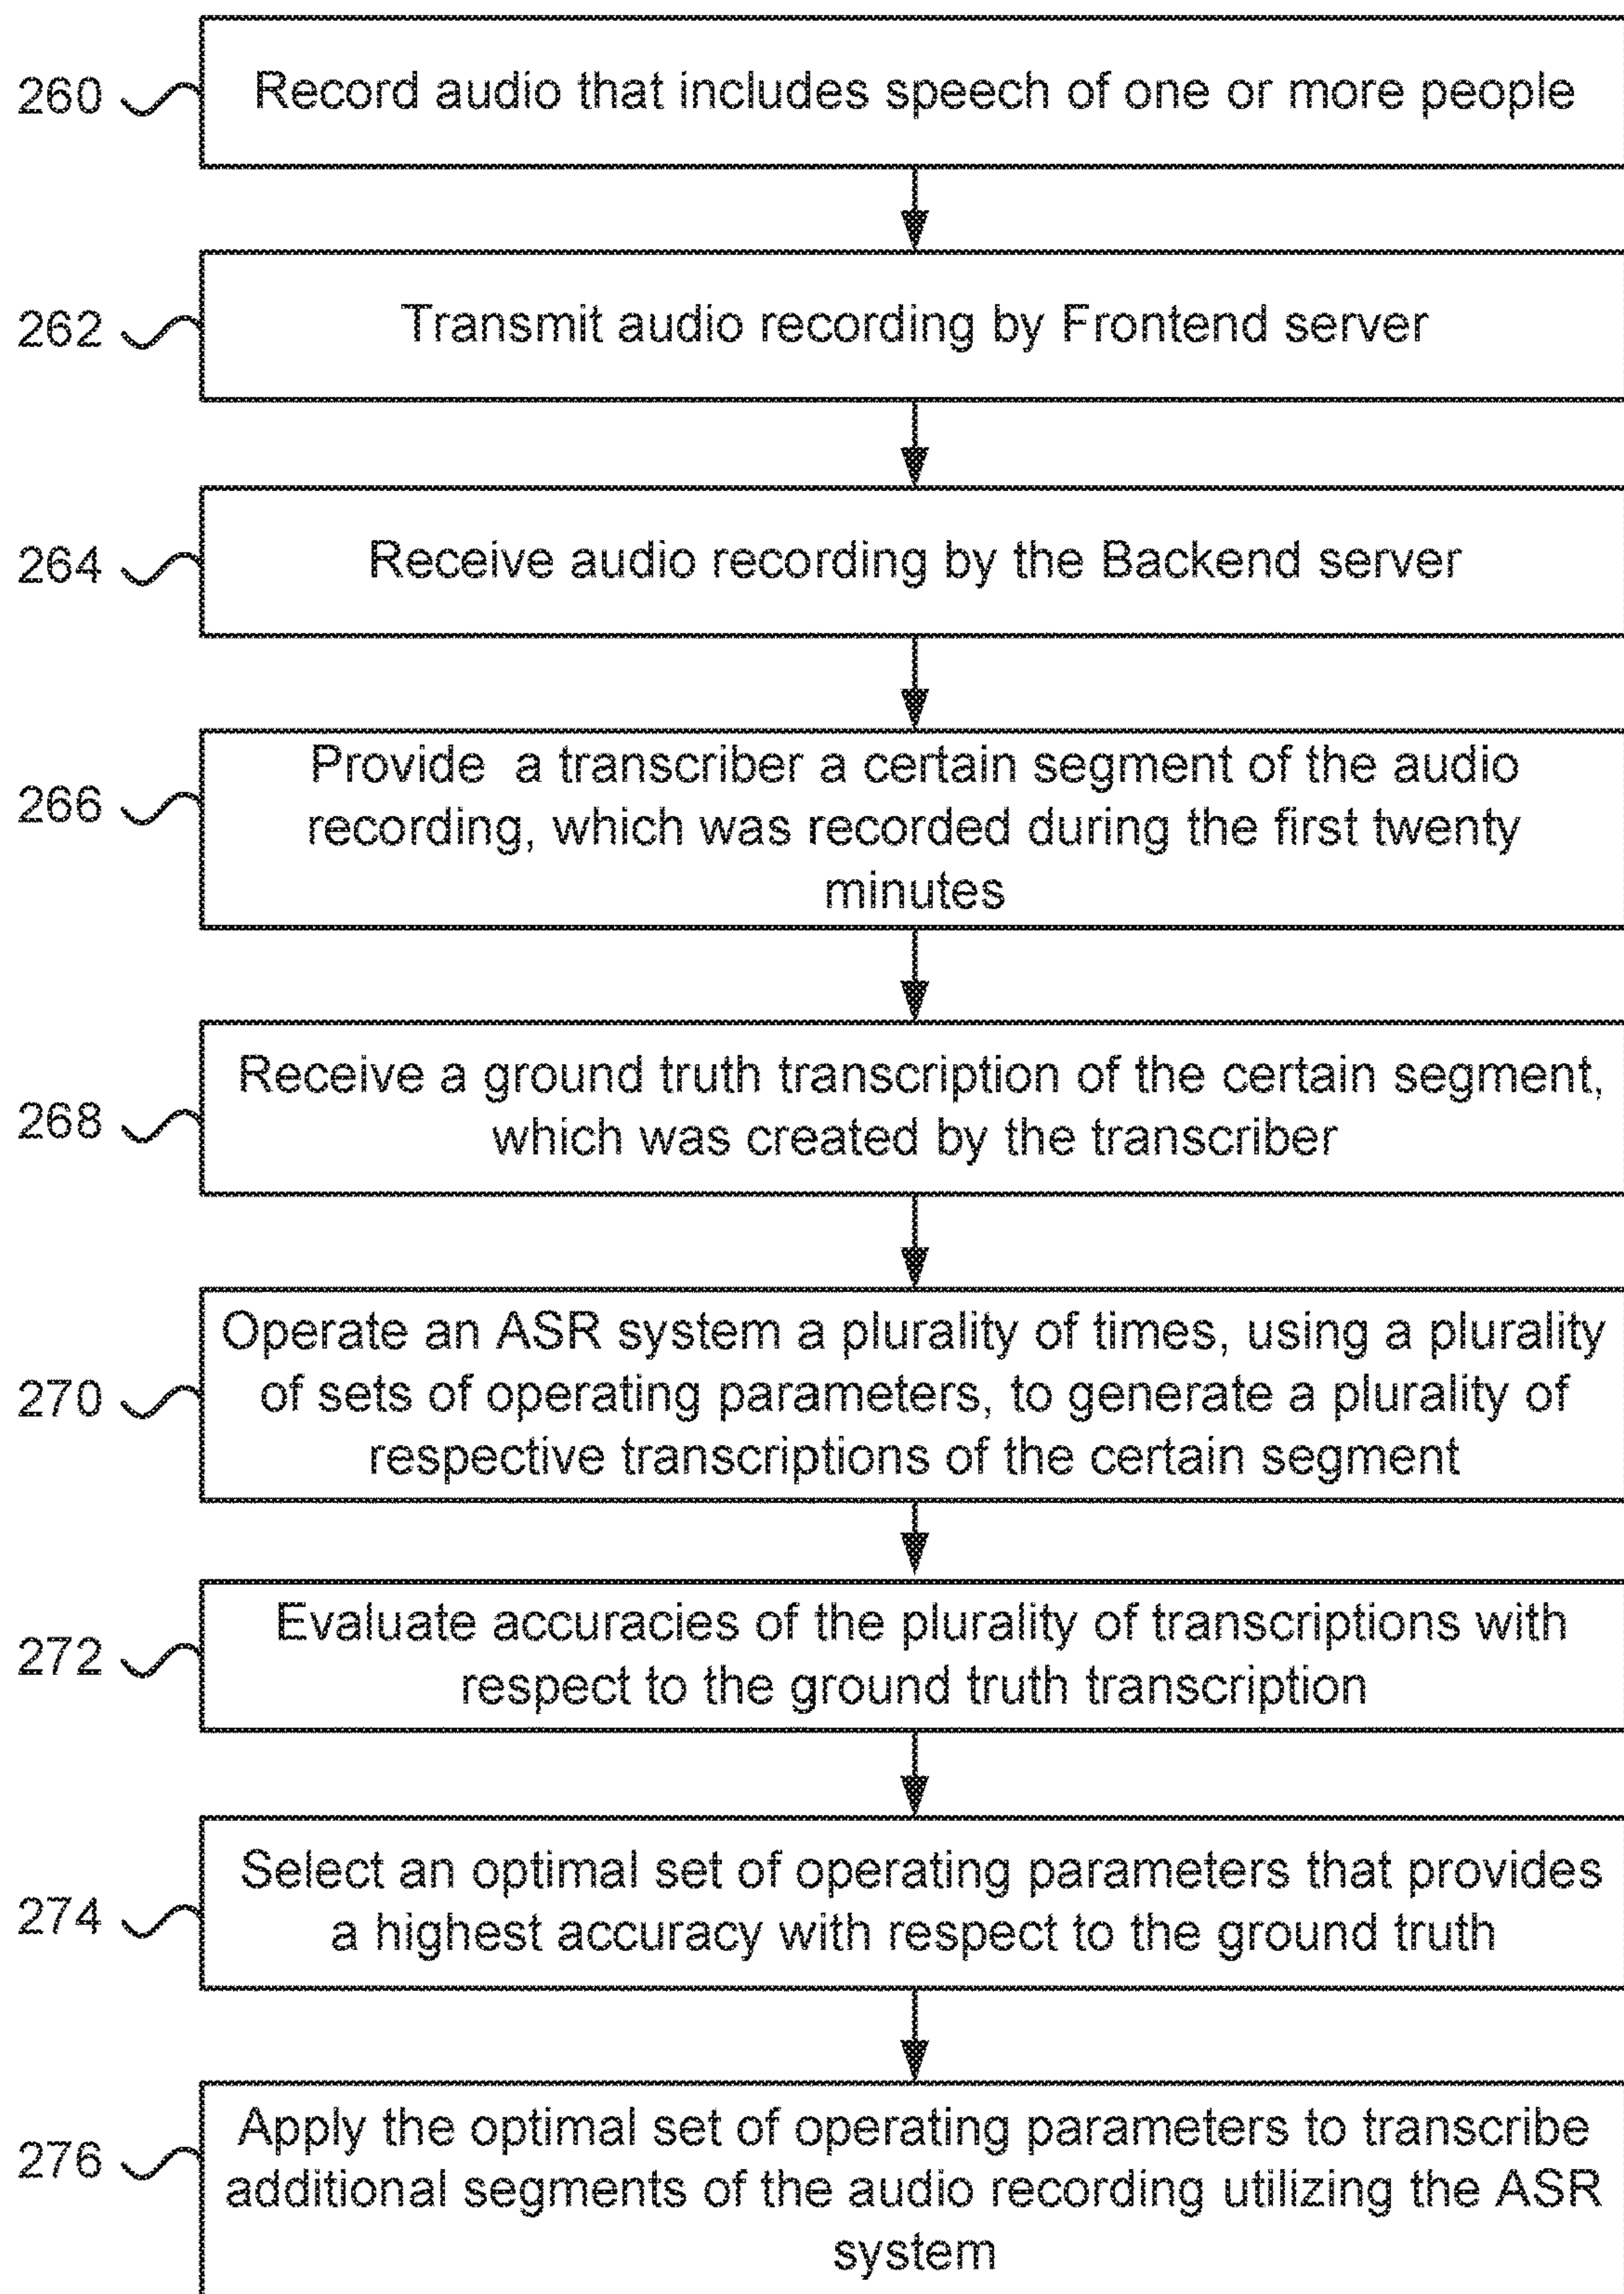 260
Record audio that includes speech of one or more people
262
Transmit audio recording by Frontend server
264
Receive audio recording by the Backend server
266
Provide a transcriber a certain segment of the audio
recording, which was recorded during the first twenty
minutes
268
Receive a ground truth transcription of the certain segment,
which was created by the transcriber
270
Operate an ASR system a plurality of times, using a plurality
of sets of operating parameters, to generate a plurality of
respective transcriptions of the certain segment
272
Evaluate accuracies of the plurality of transcriptions with
respect to the ground truth transcription
274
Select an optimal set of operating parameters that provides
a highest accuracy with respect to the ground truth
276
Apply the optimal set of operating parameters to transcribe
additional segments of the audio recording utilizing the ASR
system